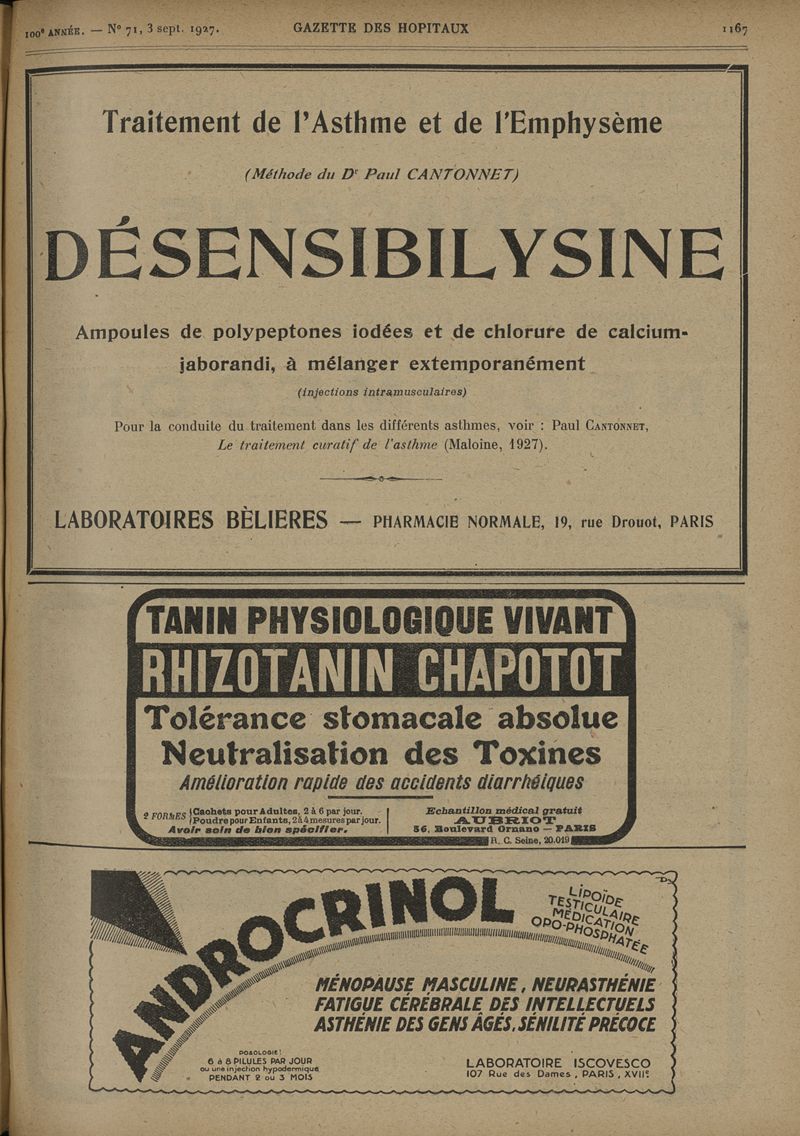 100e ANNÉE. — N° 71, 3 sept. 1927.
GAZETTE DES HOPITAUX
1167
Traitement de l'Asthme et de l'Emphysème
(Méthode du Dr Paul CANTONNET)
DÉSENSIBILYSINE
Ampoules de polypeptones iodées et de chlorure de calcium-
jaborandi, à mélanger extemporanément
(injections intramusculaires)
Pour la conduite du traitement dans les différents asthmes, voir : Paul CANTONNET,
Le traitement curatif de l'asthme (Maloine, 1927).
LABORATOIRES BÈLIERES — PHARMACIE NORMALE, 19, rue Drouot, PARIS
TANIN PHYSIOLOGIQUE VIVANT
RHIZOTANIN CHAPOTOT
Tolérance stomacale absolue
Neutralisation des Toxines
Amélioration rapide des accidents diarrhéiques
2 FORMES
Cachets pour Adultes, 2 à 6 par jour.
Poudre pour Enfants, 2 à 4 mesures par jour.
Avoir soin de bien spécifier.
Echantillon médical gratuit
AUBRIOT
56, Boulevard Ornano — PARIS
R. C. Seine, 20.019
ANDROCRINOL
LIPOÏDE
TESTICULAIRE
MÉDICATION
OPO-PHOSPHATÉE
MÉNOPAUSE MASCULINE, NEURASTHÉNIE
FATIGUE CÉRÉBRALE DES INTELLECTUELS
ASTHÉNIE DES GENS ÂGÉS, SÉNILITÉ PRÉCOCE
POSOLOGIE :
6 à 8 PILULES PAR JOUR
ou une injection hypodermique
PENDANT 2 ou 3 MOIS
LABORATOIRE ISCOVESCO
107 Rue des Dames, PARIS, XVIIe